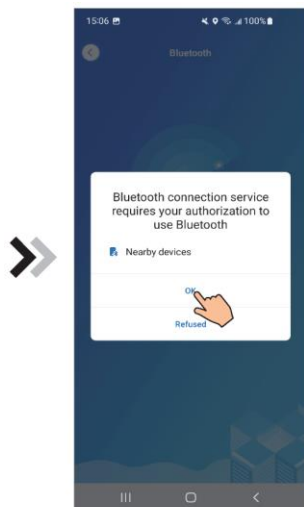 15:06 100%
Bluetooth
Bluetooth connection service
requires your authorization to
use Bluetooth
Nearby devices
OK
Refused